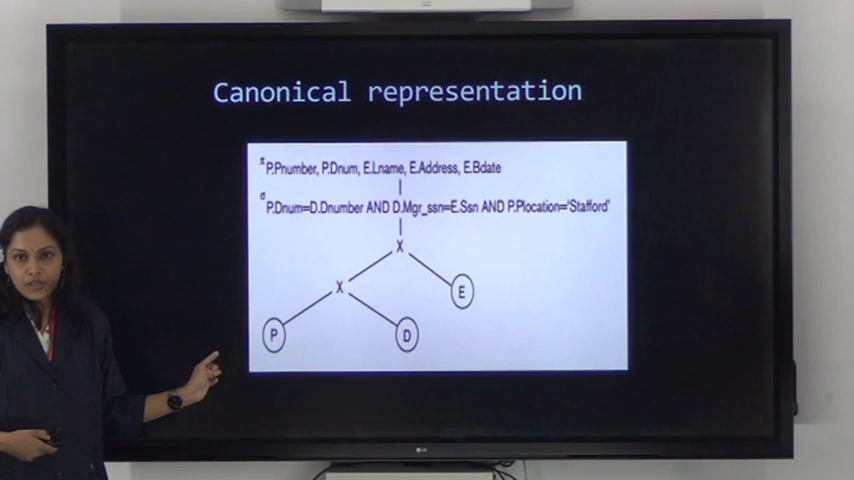 Canonical representation
π P.Pnumber, P.Dnum, E.Lname, E.Address, E.Bdate
σ P.Dnum=D.Dnumber AND D.Mgr_ssn=E.Ssn AND P.Plocation='Stafford'
X
X
E
P
D
LG